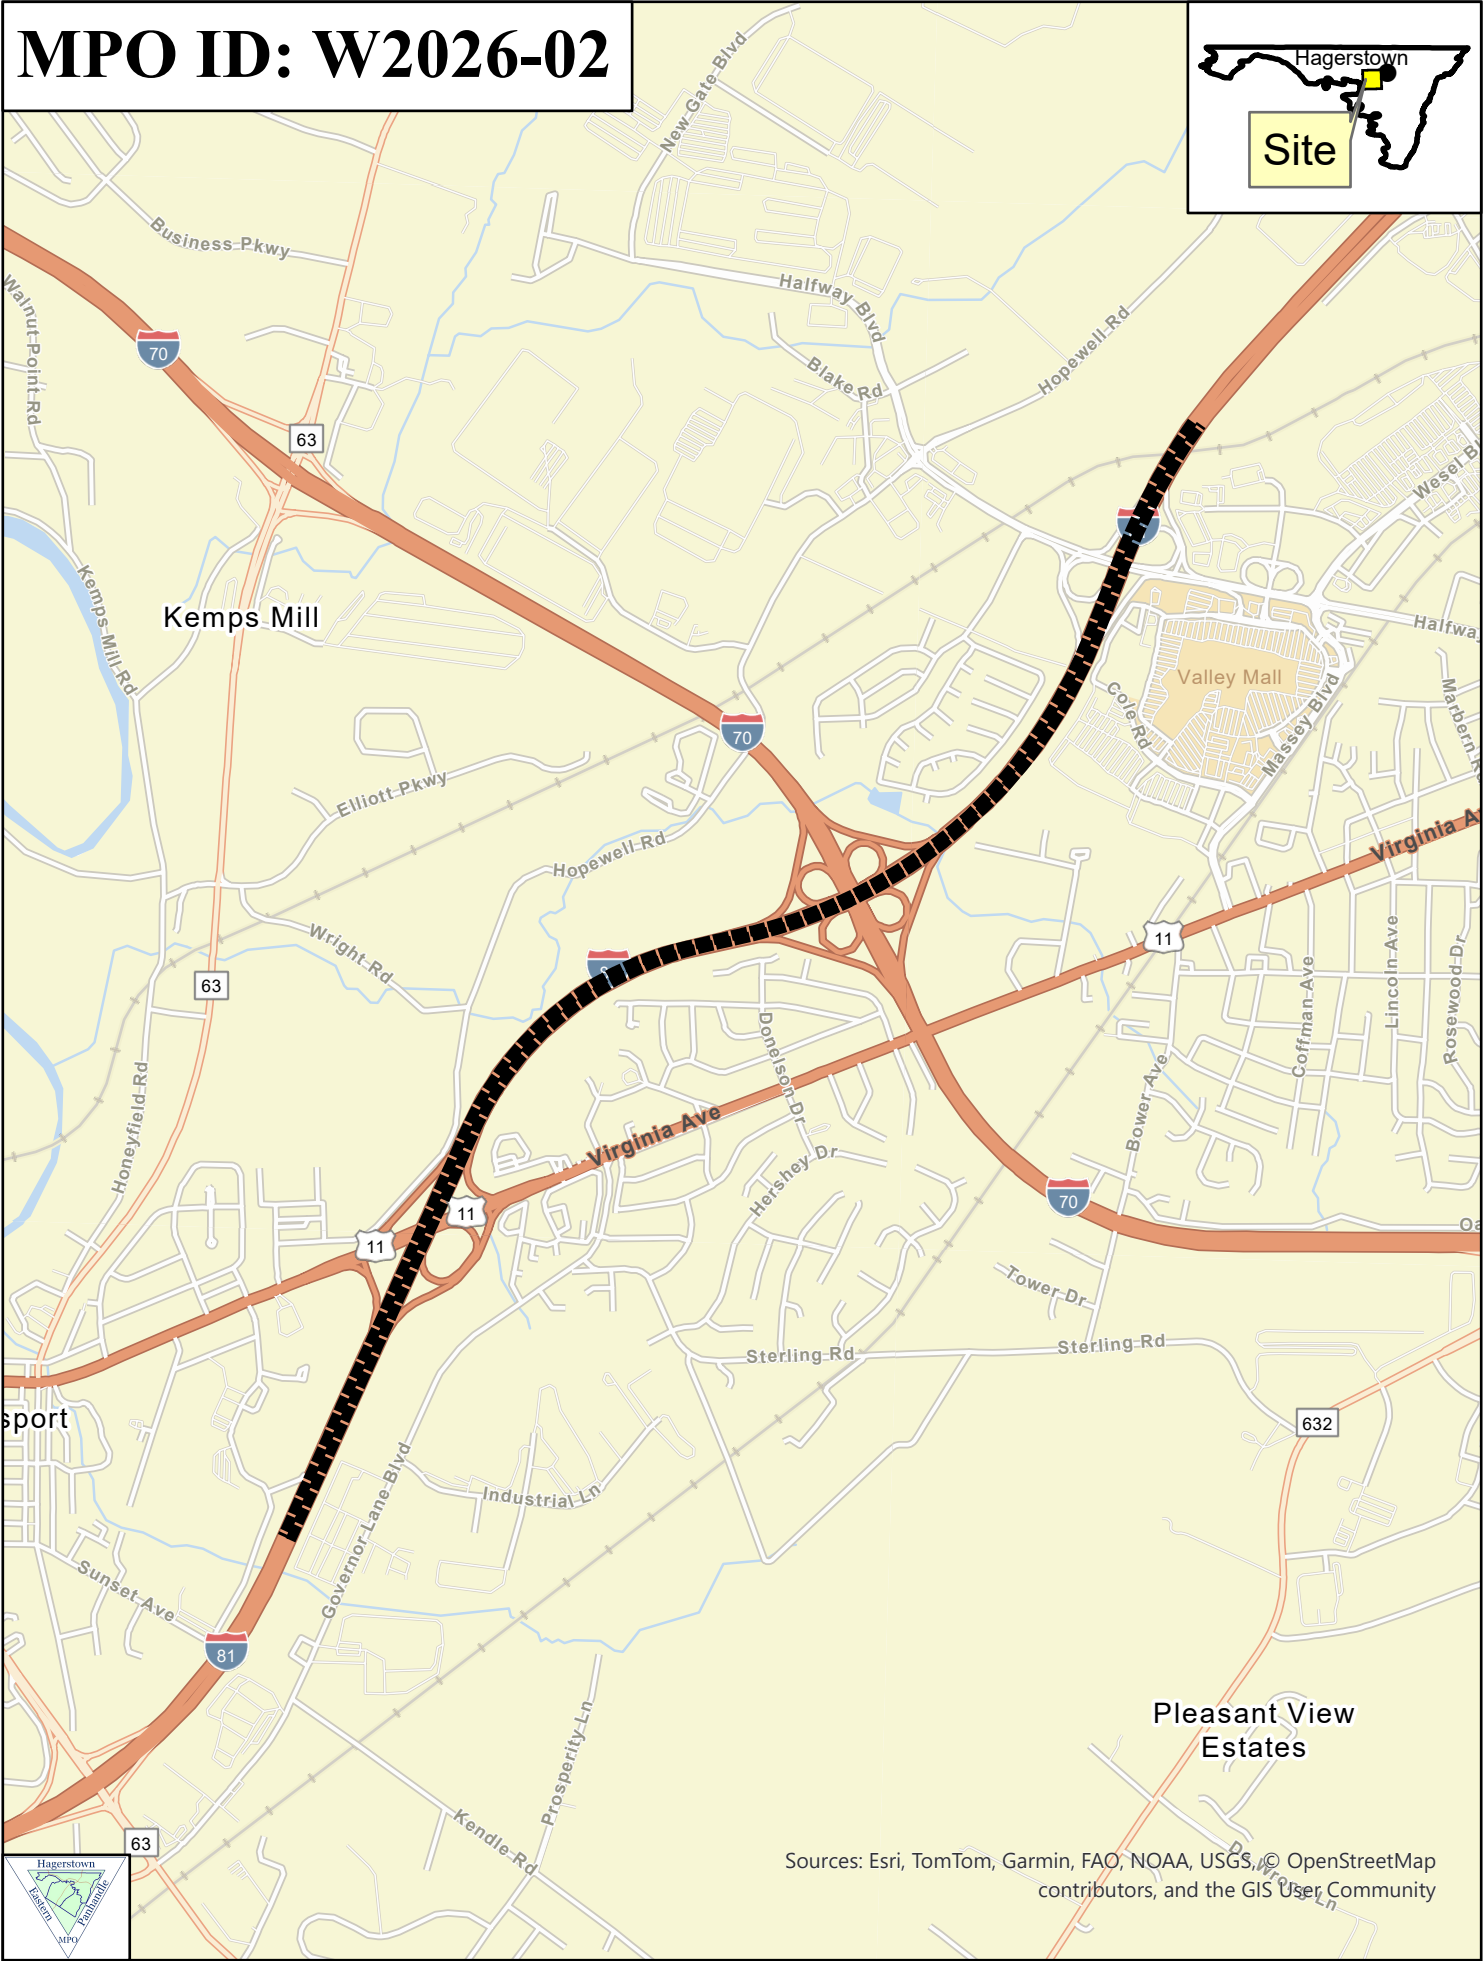 MPO ID: W2026-02
Hagerstown
Site
New Gate Blvd
Business Pkwy
Walnut Point Rd
Halfway Blvd
Blake Rd
Hopewell Rd
70
63
Wesel
Kemps Mill
Kemps Mill Rd
Halfwa
Valley Mall
Cole Rd
Massey Blvd
Marbern
70
Elliott Pkwy
Hopewell Rd
Virginia A
Wright Rd
11
63
Lincoln Ave
Coffman Ave
Rosewood Dr
Donelson Dr
Honeyfield Rd
Virginia Ave
Bower Ave
Hershey Dr
70
11
11
Oa
Tower Dr
Sterling Rd
Sterling Rd
sport
632
Governor Lane Blvd
Industrial Ln
Sunset Ave
81
Prosperity Ln
Pleasant View
Estates
63
Kendle Rd
Hagerstown
Eastern
Panhandle
MPO
Sources: Esri, TomTom, Garmin, FAO, NOAA, USGS, © OpenStreetMap
contributors, and the GIS User Community